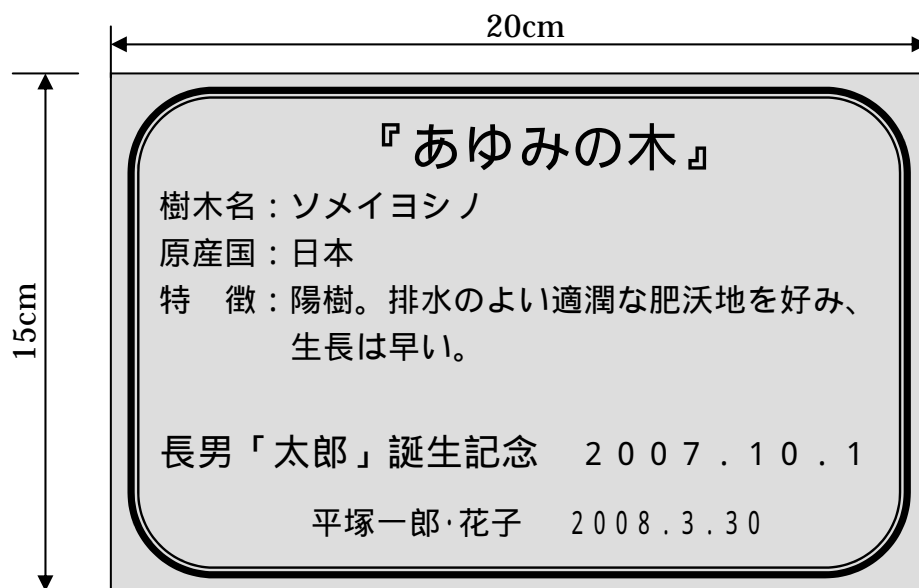 20cm
15cm
『あゆみの木』
樹木名：ソメイヨシノ
原産国：日本
特　徴：陽樹。排水のよい適潤な肥沃地を好み、
生長は早い。
長男「太郎」誕生記念　２００７．１０．１
平塚一郎・花子　2008.3.30